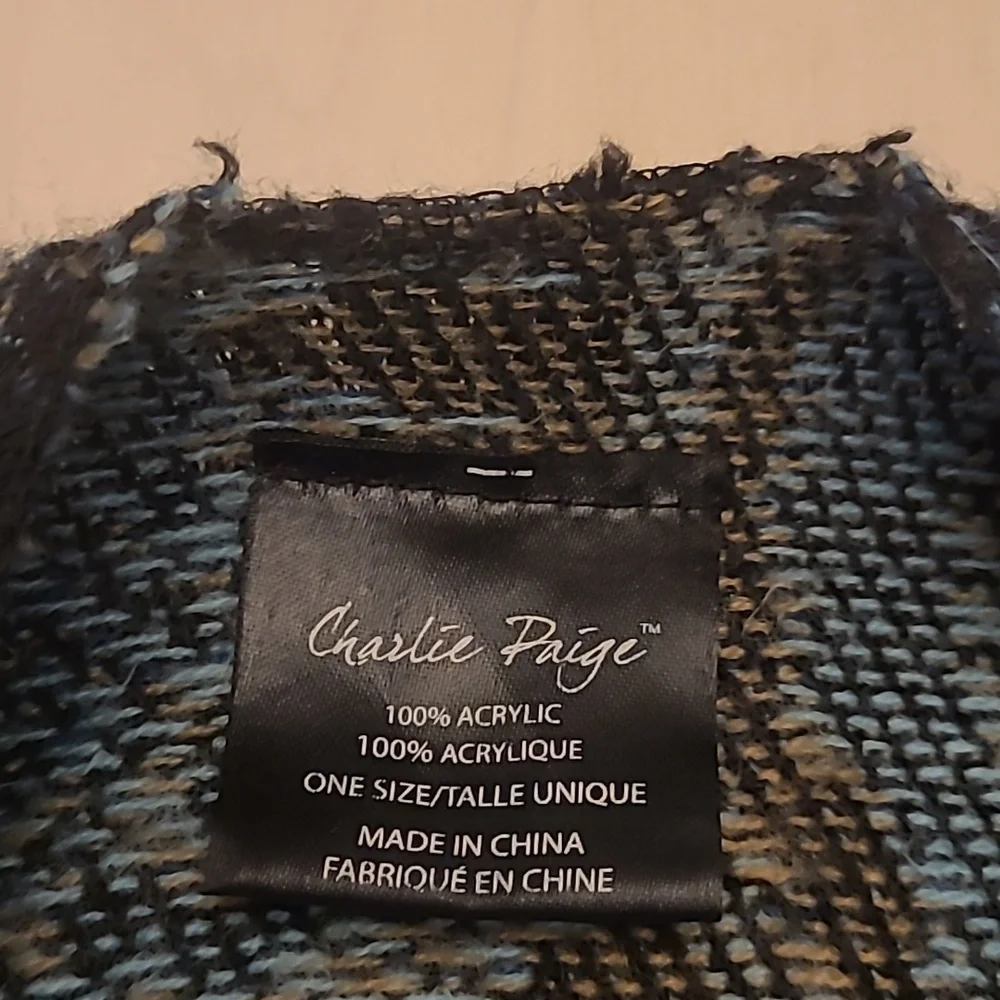 Charlie Paige™
100% ACRYLIC
100% ACRYLIQUE
ONE SIZE/TALLE UNIQUE
MADE IN CHINA
FABRIQUÉ EN CHINE